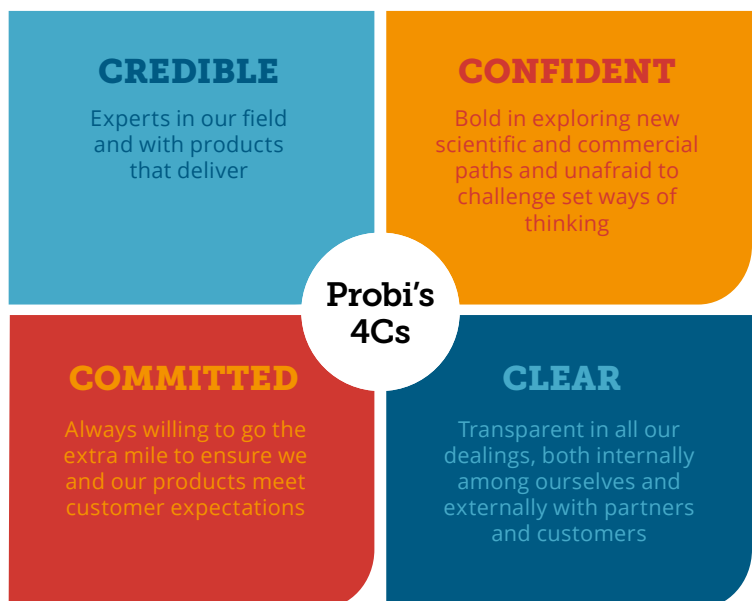 CREDIBLE
Experts in our field
and with products
that deliver
CONFIDENT
Bold in exploring new
scientific and commercial
paths and unafraid to
challenge set ways of
thinking
Probi’s
4Cs
COMMITTED
Always willing to go the
extra mile to ensure we
and our products meet
customer expectations
CLEAR
Transparent in all our
dealings, both internally
among ourselves and
externally with partners
and customers